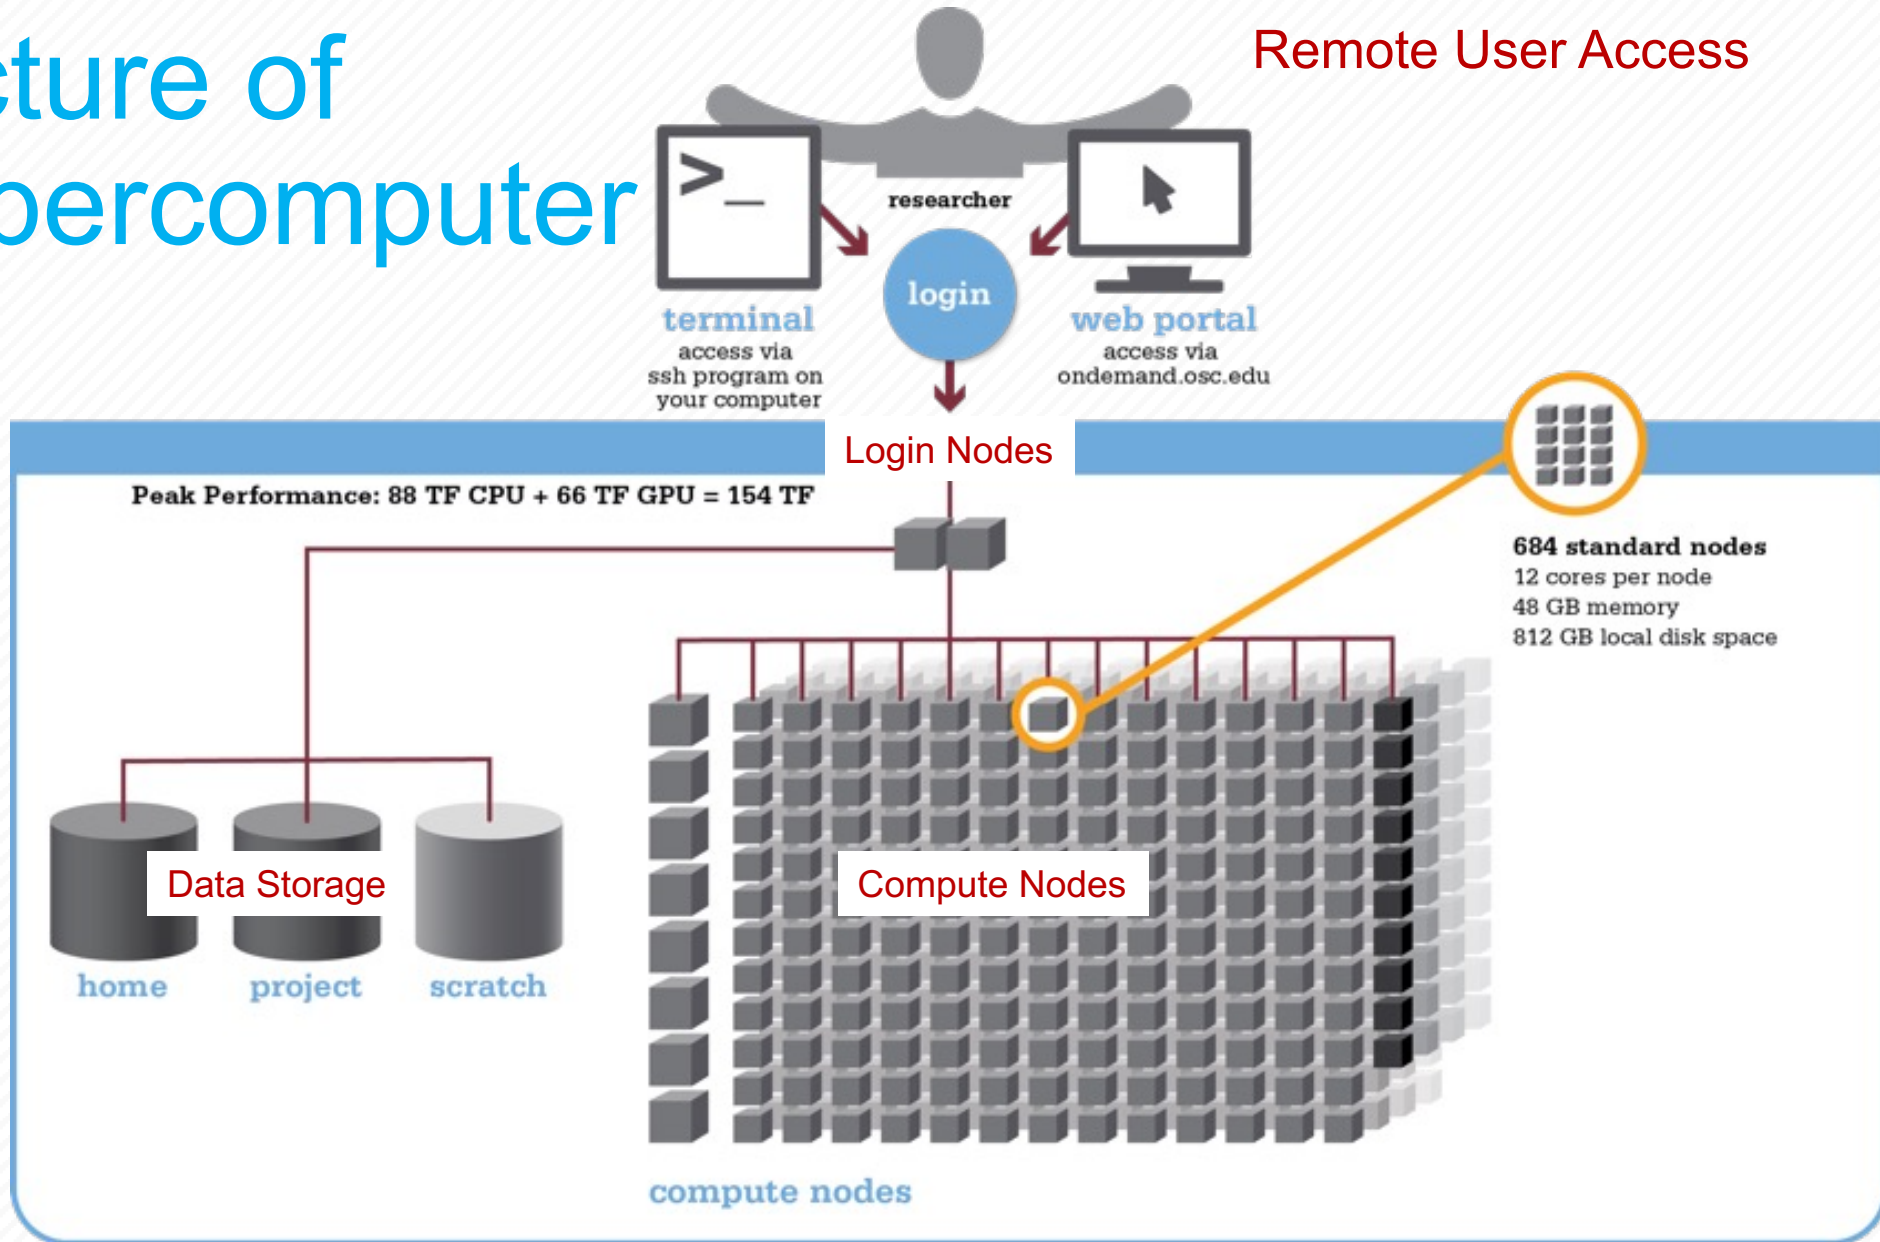 cture of
percomputer
Remote User Access
>_
researcher
login
terminal
access via
ssh program on
your computer
web portal
access via
ondemand.osc.edu
Login Nodes
Peak Performance: 88 TF CPU + 66 TF GPU = 154 TF
684 standard nodes
12 cores per node
48 GB memory
812 GB local disk space
Data Storage
Compute Nodes
home
project
scratch
compute nodes